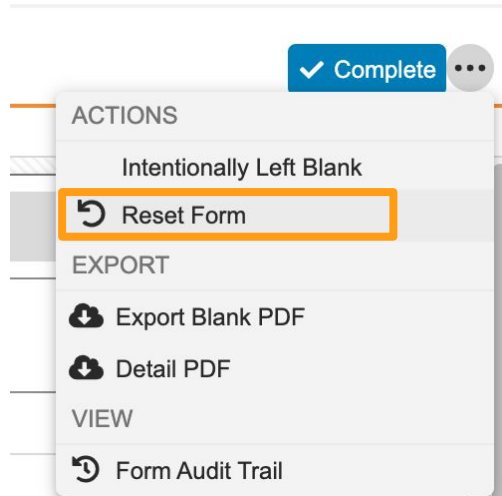 Complete
ACTIONS
Intentionally Left Blank
Reset Form
EXPORT
Export Blank PDF
Detail PDF
VIEW
Form Audit Trail